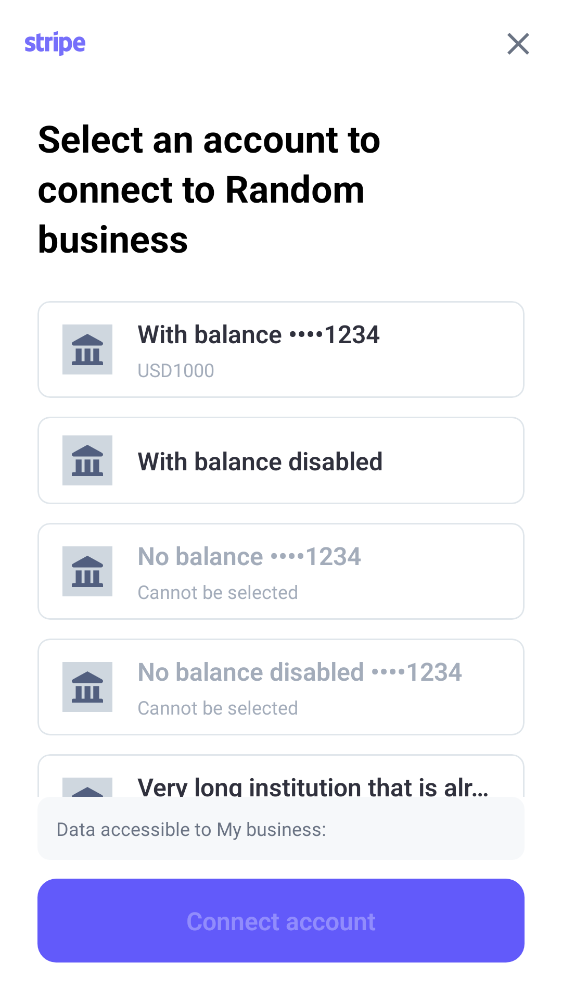 stripe
Select an account to
connect to Random
business
With balance ••••1234
USD1000
With balance disabled
No balance ••••1234
Cannot be selected
No balance disabled ••••1234
Cannot be selected
Very long institution that is alr...
Data accessible to My business:
Connect account